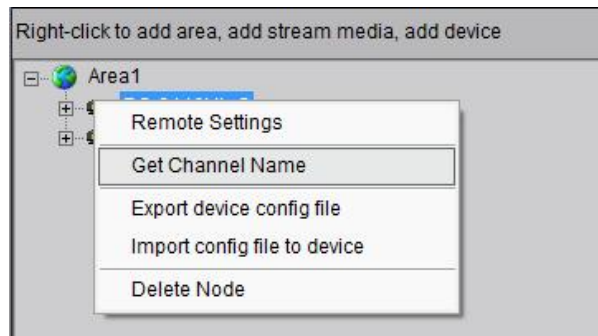 Right-click to add area, add stream media, add device
Area1
Remote Settings
Get Channel Name
Export device config file
Import config file to device
Delete Node